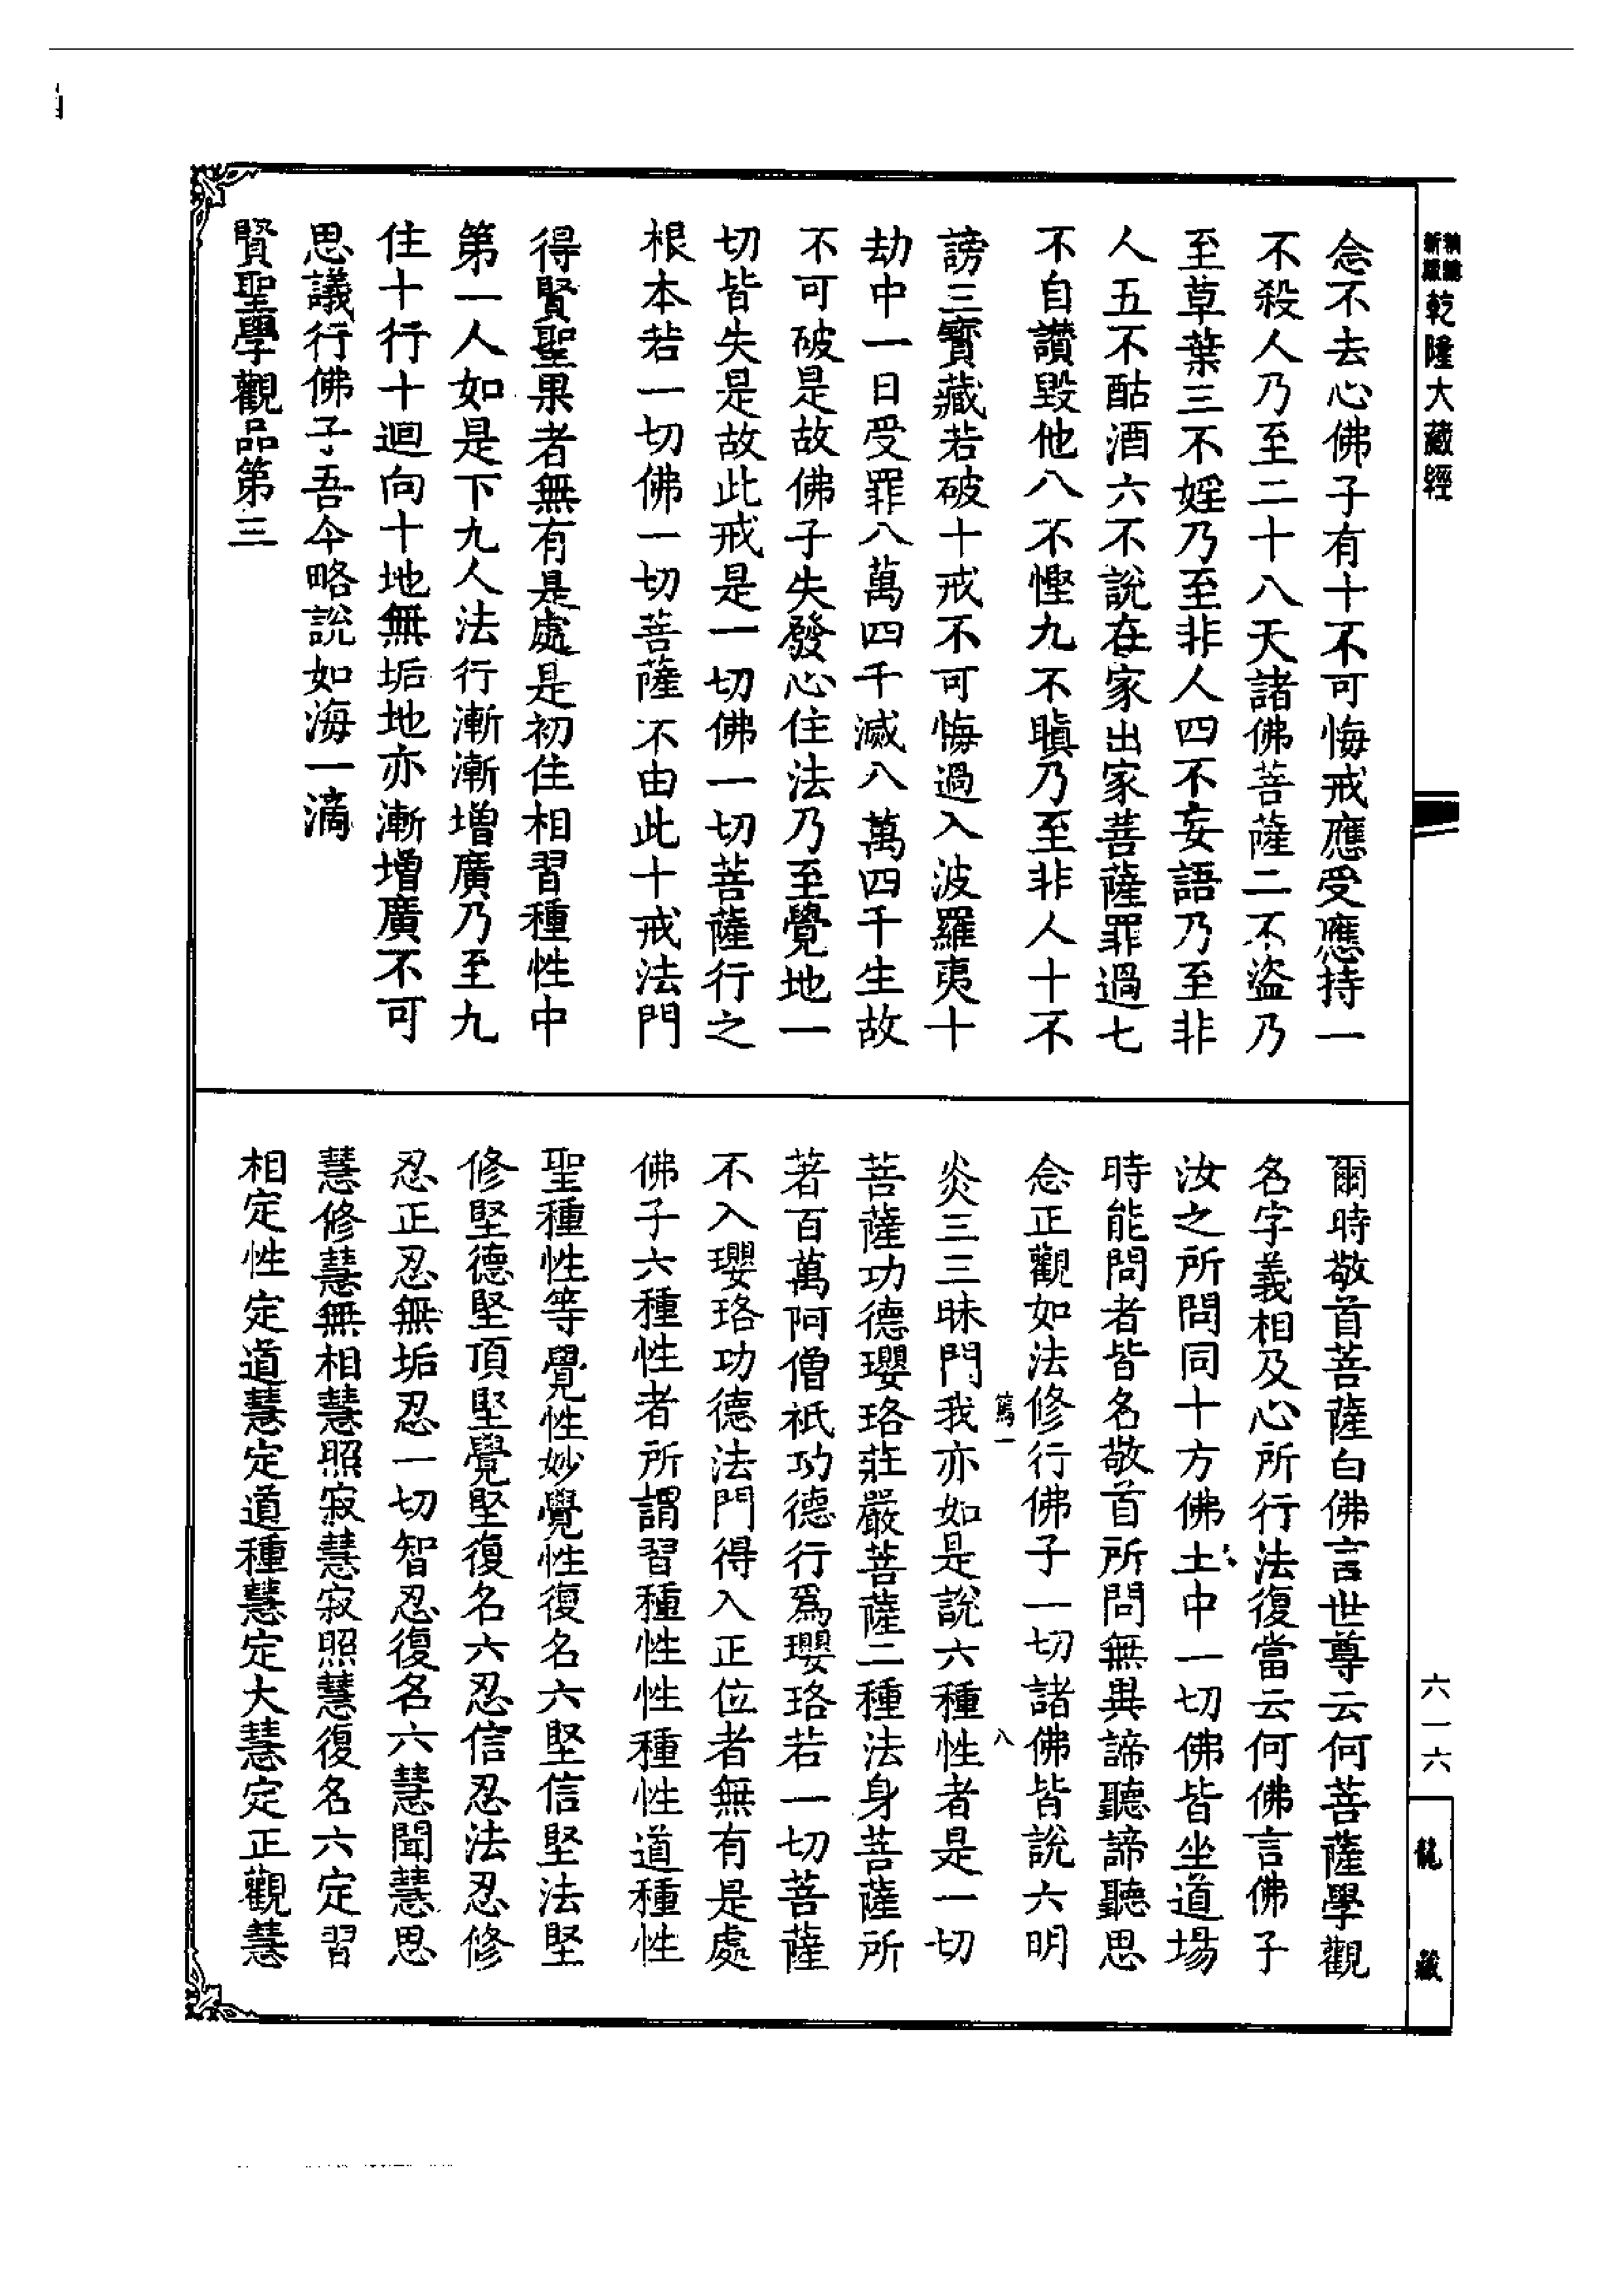 乾隆大藏經
念不去心佛子有十不可悔戒應受應持一
不殺人乃至二十八天諸佛菩薩二不盜乃
至草葉三不婬乃至非人四不妄語乃至非
人五不酤酒六不說在家出家菩薩罪過七
不自讚毀他八不慳九不瞋乃至非人十不
謗三寶藏若破十戒不可悔過入波羅夷十
劫中一日受罪八萬四千滅八萬四千生故
不可破是故佛子失發心住法乃至覺地一
切皆失是故此戒是一切佛一切菩薩行之
根本若一切佛一切菩薩不由此十戒法門
得賢聖果者無有是處是初住相習種性中
第一人如是下九人法行漸漸增廣乃至九
住十行十迴向十地無垢地亦漸增廣不可
思議行佛子吾今略說如海一滴
賢聖學觀品第三
爾時敬首菩薩白佛言世尊云何菩薩學觀
名字義相及心所行法復當云何佛言佛子
汝之所問同十方佛土中一切佛皆坐道場
時能問者皆名敬首所問無異諦聽諦聽思
念正觀如法修行佛子一切諸佛皆說六明
炎三三昧門我亦如是說六種性者是一切
菩薩功德瓔珞莊嚴菩薩二種法身菩薩所
著百萬阿僧祇功德行爲瓔珞若一切菩薩
不入瓔珞功德法門得入正位者無有是處
佛子六種性者所謂習種性性種性道種性
聖種性等覺性妙覺性復名六堅信堅法堅
修堅德堅頂堅覺堅復名六忍信忍法忍修
忍正忍無垢忍一切智忍復名六慧聞慧思
慧修慧無相慧照寂慧寂照慧復名六定習
相定性定道慧定道種慧定大慧定正觀慧
六一六
龍藏
八